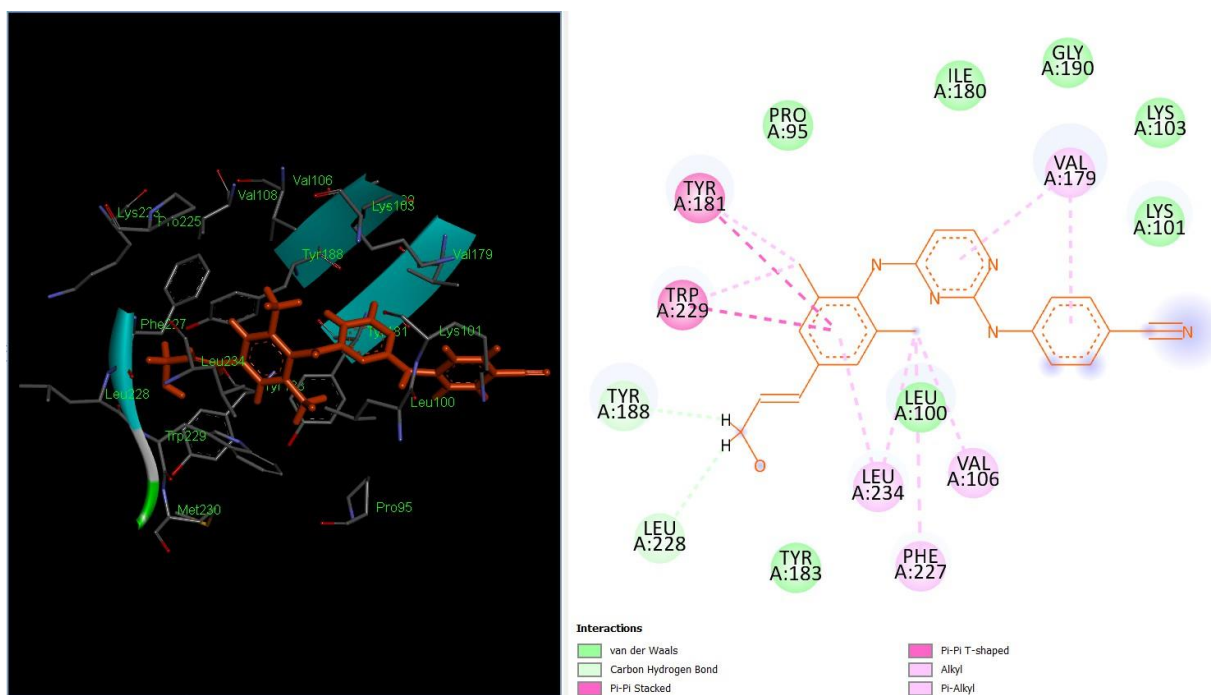 Val106
Val108
Lys103
Pro225
Val179
Tyr188
Phe227
Lys101
Leu234
Leu228
Leu100
Trp229
Met230
Pro95
GLY
A:190
ILE
A:180
LYS
A:103
PRO
A:95
VAL
A:179
TYR
A:181
LYS
A:101
N
N
TRP
A:229
N
N
N
TYR
A:188
H
H
O
LEU
A:100
LEU
A:234
VAL
A:106
LEU
A:228
TYR
A:183
PHE
A:227
Interactions
van der Waals
Carbon Hydrogen Bond
Pi-Pi Stacked
Pi-Pi T-shaped
Alkyl
Pi-Alkyl